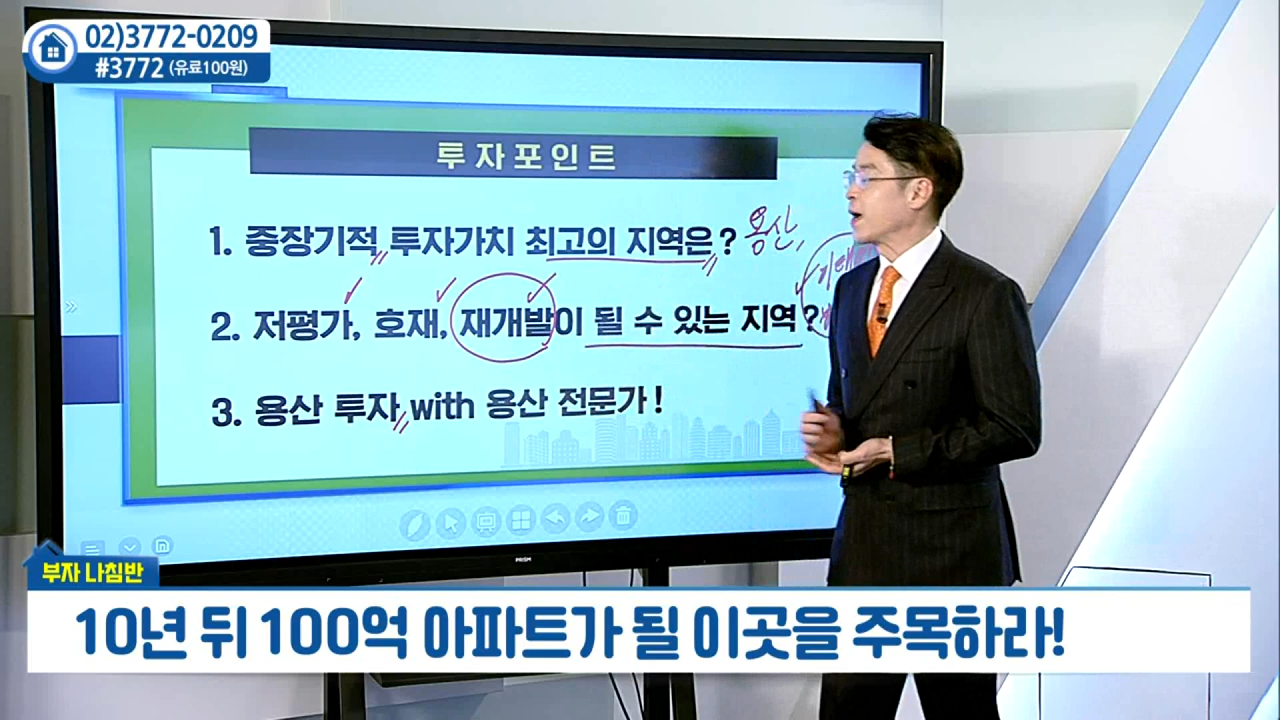 02)3772-0209
#3772 (유료100원)
투자포인트
1. 중장기적 투자가치 최고의 지역은? 용산,
2. 저평가, 호재, 재개발이 될 수 있는 지역?
3. 용산 투자 with 용산 전문가!
PRISM
부자 나침반
10년 뒤 100억 아파트가 될 이곳을 주목하라!